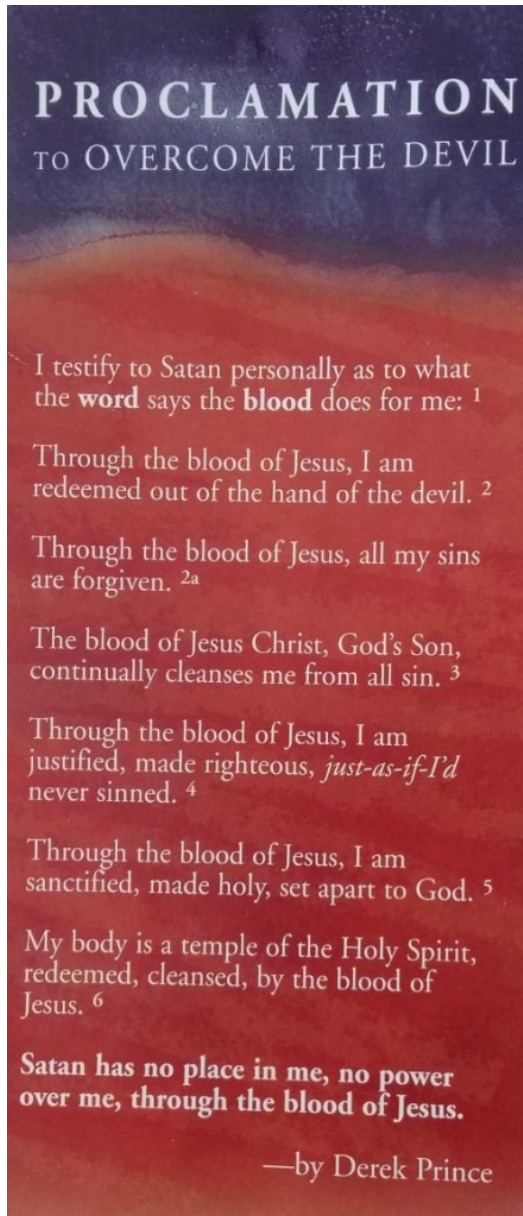 PROCLAMATION
TO OVERCOME THE DEVIL
I testify to Satan personally as to what
the word says the blood does for me: 1
Through the blood of Jesus, I am
redeemed out of the hand of the devil. 2
Through the blood of Jesus, all my sins
are forgiven. 2a
The blood of Jesus Christ, God's Son,
continually cleanses me from all sin. 3
Through the blood of Jesus, I am
justified, made righteous, just-as-if-I'd
never sinned. 4
Through the blood of Jesus, I am
sanctified, made holy, set apart to God. 5
My body is a temple of the Holy Spirit,
redeemed, cleansed, by the blood of
Jesus. 6
Satan has no place in me, no power
over me, through the blood of Jesus.
—by Derek Prince